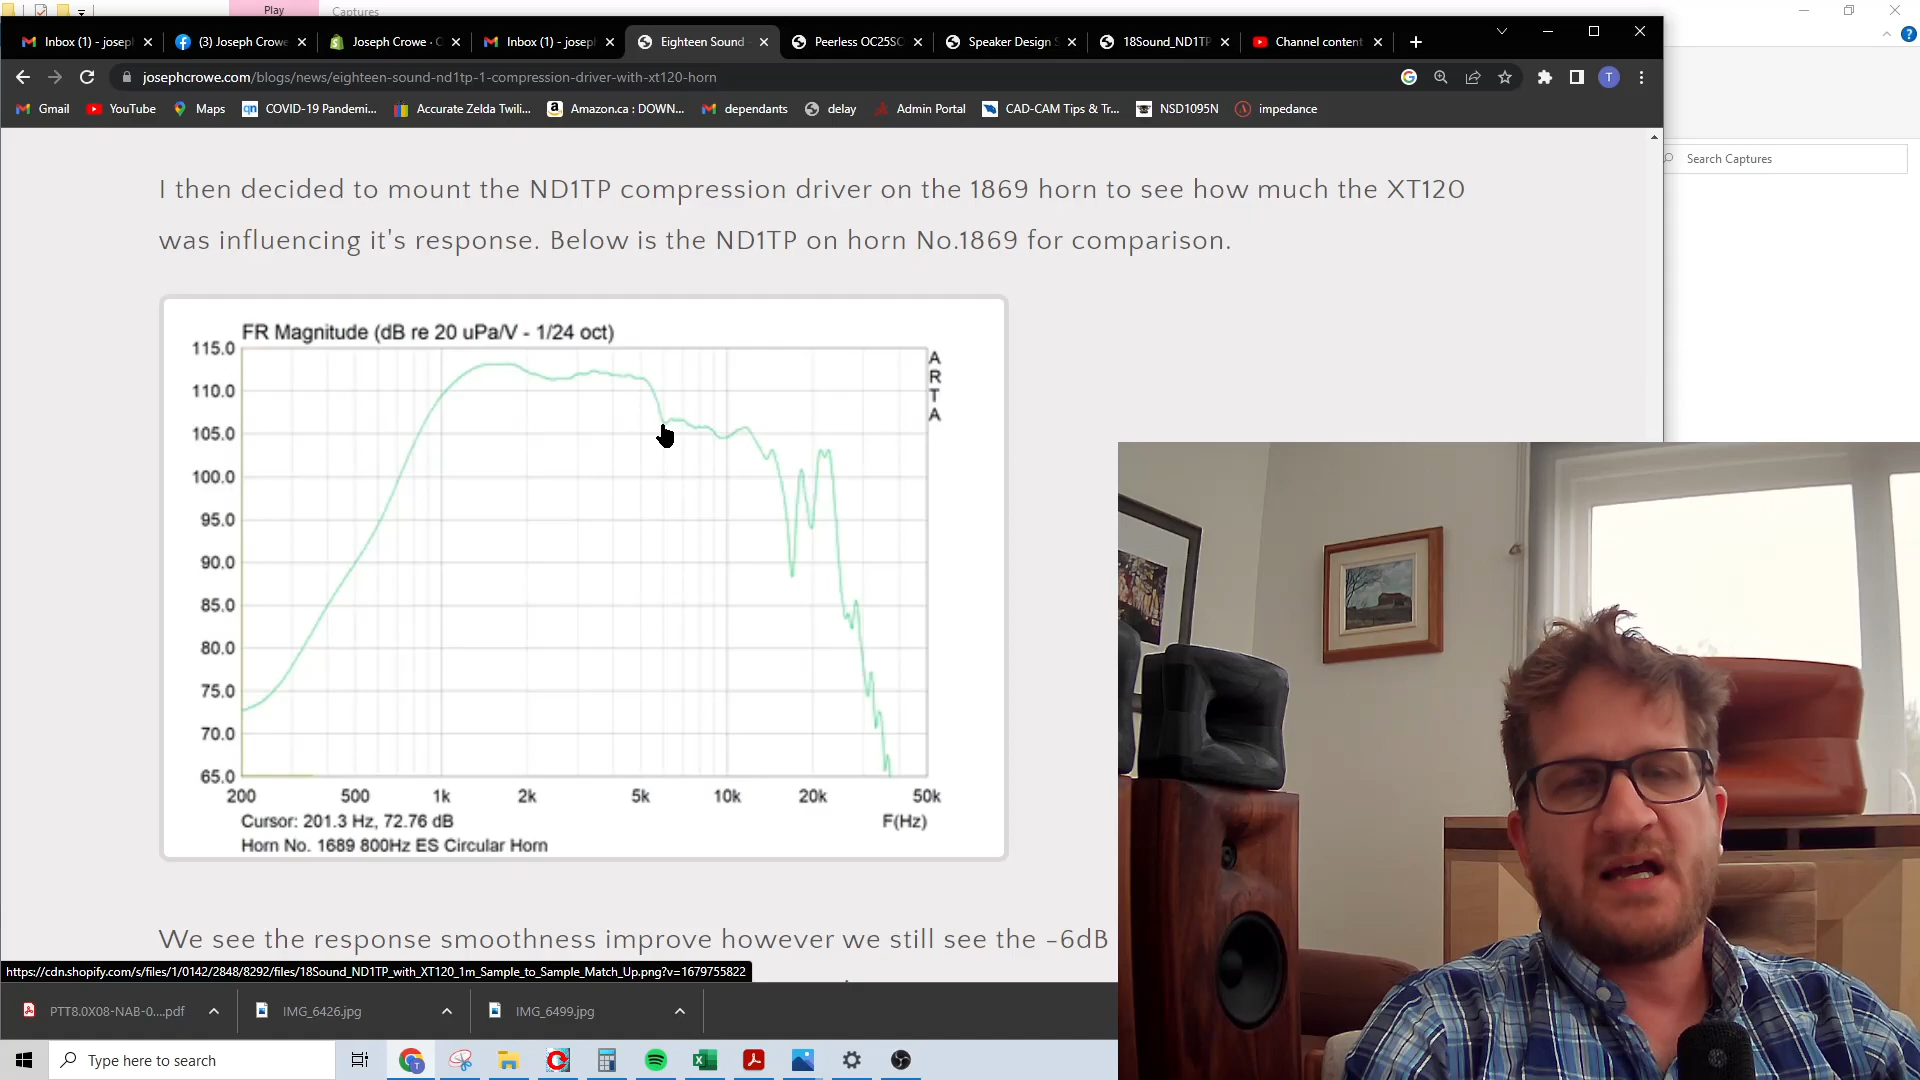 Play
Captures
Inbox (1) - joseph
(3) Joseph Crowe
Joseph Crowe ·
Inbox (1) - joseph
Eighteen Sound
Peerless OC25SC
Speaker Design S
18Sound_ND1TP
Channel content
josephcrowe.com/blogs/news/eighteen-sound-nd1tp-1-compression-driver-with-xt120-horn
T
Gmail
YouTube
Maps
COVID-19 Pandemi...
Accurate Zelda Twili...
Amazon.ca : DOWN...
dependants
delay
Admin Portal
CAD-CAM Tips & Tr...
NSD1095N
impedance
Search Captures
I then decided to mount the ND1TP compression driver on the 1869 horn to see how much the XT120
was influencing it's response. Below is the ND1TP on horn No.1869 for comparison.
FR Magnitude (dB re 20 uPa/V - 1/24 oct)
115.0
110.0
105.0
100.0
95.0
90.0
85.0
80.0
75.0
70.0
65.0
A
R
T
A
200 500 1k 2k 5k 10k 20k 50k
Cursor: 201.3 Hz, 72.76 dB
F(Hz)
Horn No. 1689 800Hz ES Circular Horn
We see the response smoothness improve however we still see the -6dB
https://cdn.shopify.com/s/files/1/0142/2848/8292/files/18Sound_ND1TP_with_XT120_1m_Sample_to_Sample_Match_Up.png?v=1679755822
PTT8.0X08-NAB-0....pdf
IMG_6426.jpg
IMG_6499.jpg
Type here to search